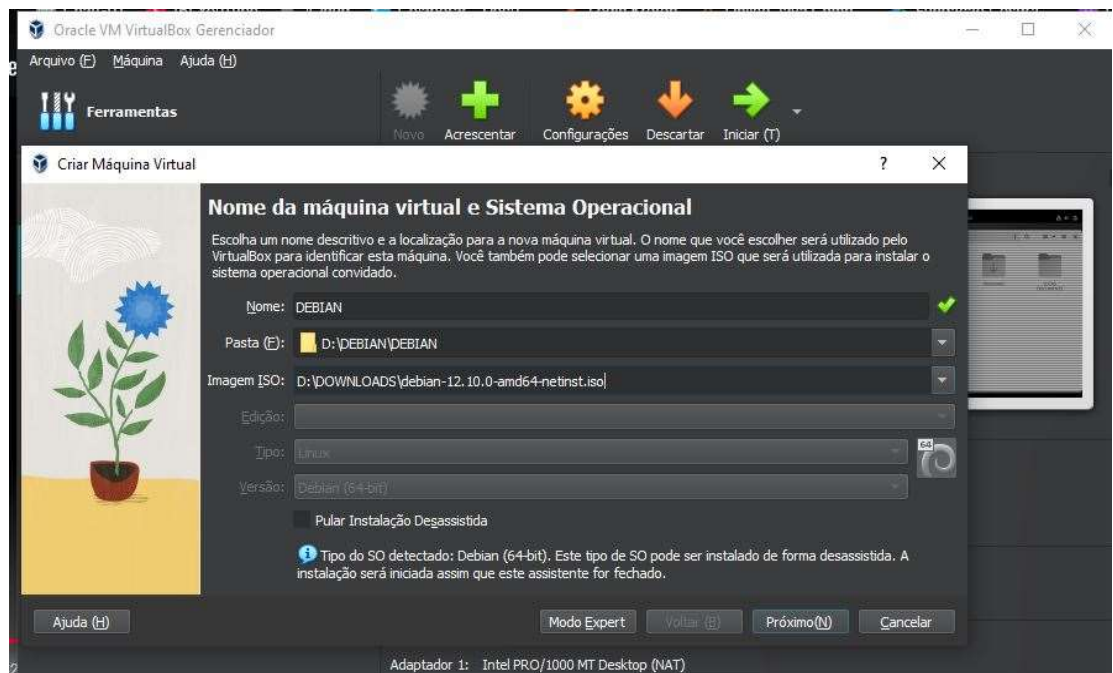 Oracle VM VirtualBox Gerenciador
Arquivo (F) Máquina Ajuda (H)
Ferramentas
Novo Acrescentar Configurações Descartar Iniciar (T)
Criar Máquina Virtual
?
Nome da máquina virtual e Sistema Operacional
Escolha um nome descritivo e a localização para a nova máquina virtual. O nome que você escolher será utilizado pelo
VirtualBox para identificar esta máquina. Você também pode selecionar uma imagem ISO que será utilizada para instalar o
sistema operacional convidado.
Nome: DEBIAN
Pasta (F): D:\DEBIAN\DEBIAN
Imagem ISO: D:\DOWNLOADS\debian-12.10.0-amd64-netinst.iso
Edição:
Tipo: Linux
64
Versão: Debian (64-bit)
Pular Instalação Desassistida
Tipo do SO detectado: Debian (64-bit). Este tipo de SO pode ser instalado de forma desassistida. A
instalação será iniciada assim que este assistente for fechado.
Ajuda (H) Modo Expert Voltar (B) Próximo(N) Cancelar
Adaptador 1: Intel PRO/1000 MT Desktop (NAT)